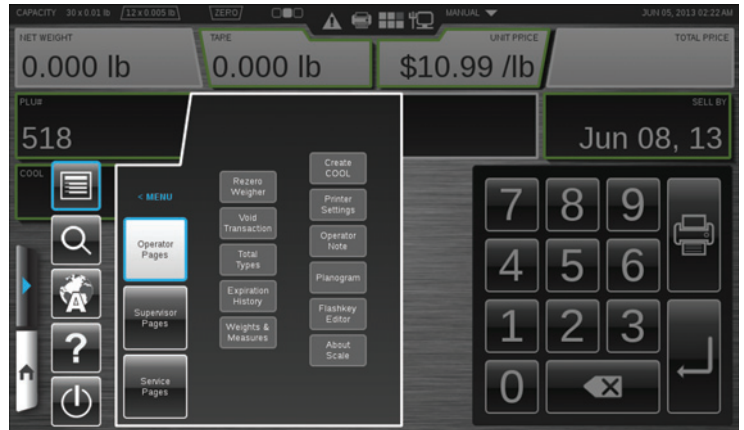 CAPACITY 30 x 0.01 lb 12 x 0.005 lb ZERO MANUAL JUN 05, 2013 02:22 AM
NET WEIGHT TARE UNIT PRICE TOTAL PRICE
0.000 lb 0.000 lb $10.99 /lb
PLU# SELL BY
518 Jun 08, 13
COOL
< MENU
Operator
Pages
Supervisor
Pages
Service
Pages
Rezero
Weigher
Void
Transaction
Total
Types
Expiration
History
Weights &
Measures
Create
COOL
Printer
Settings
Operator
Note
Planogram
Flashkey
Editor
About
Scale
A
?
7 8 9
4 5 6
1 2 3
0